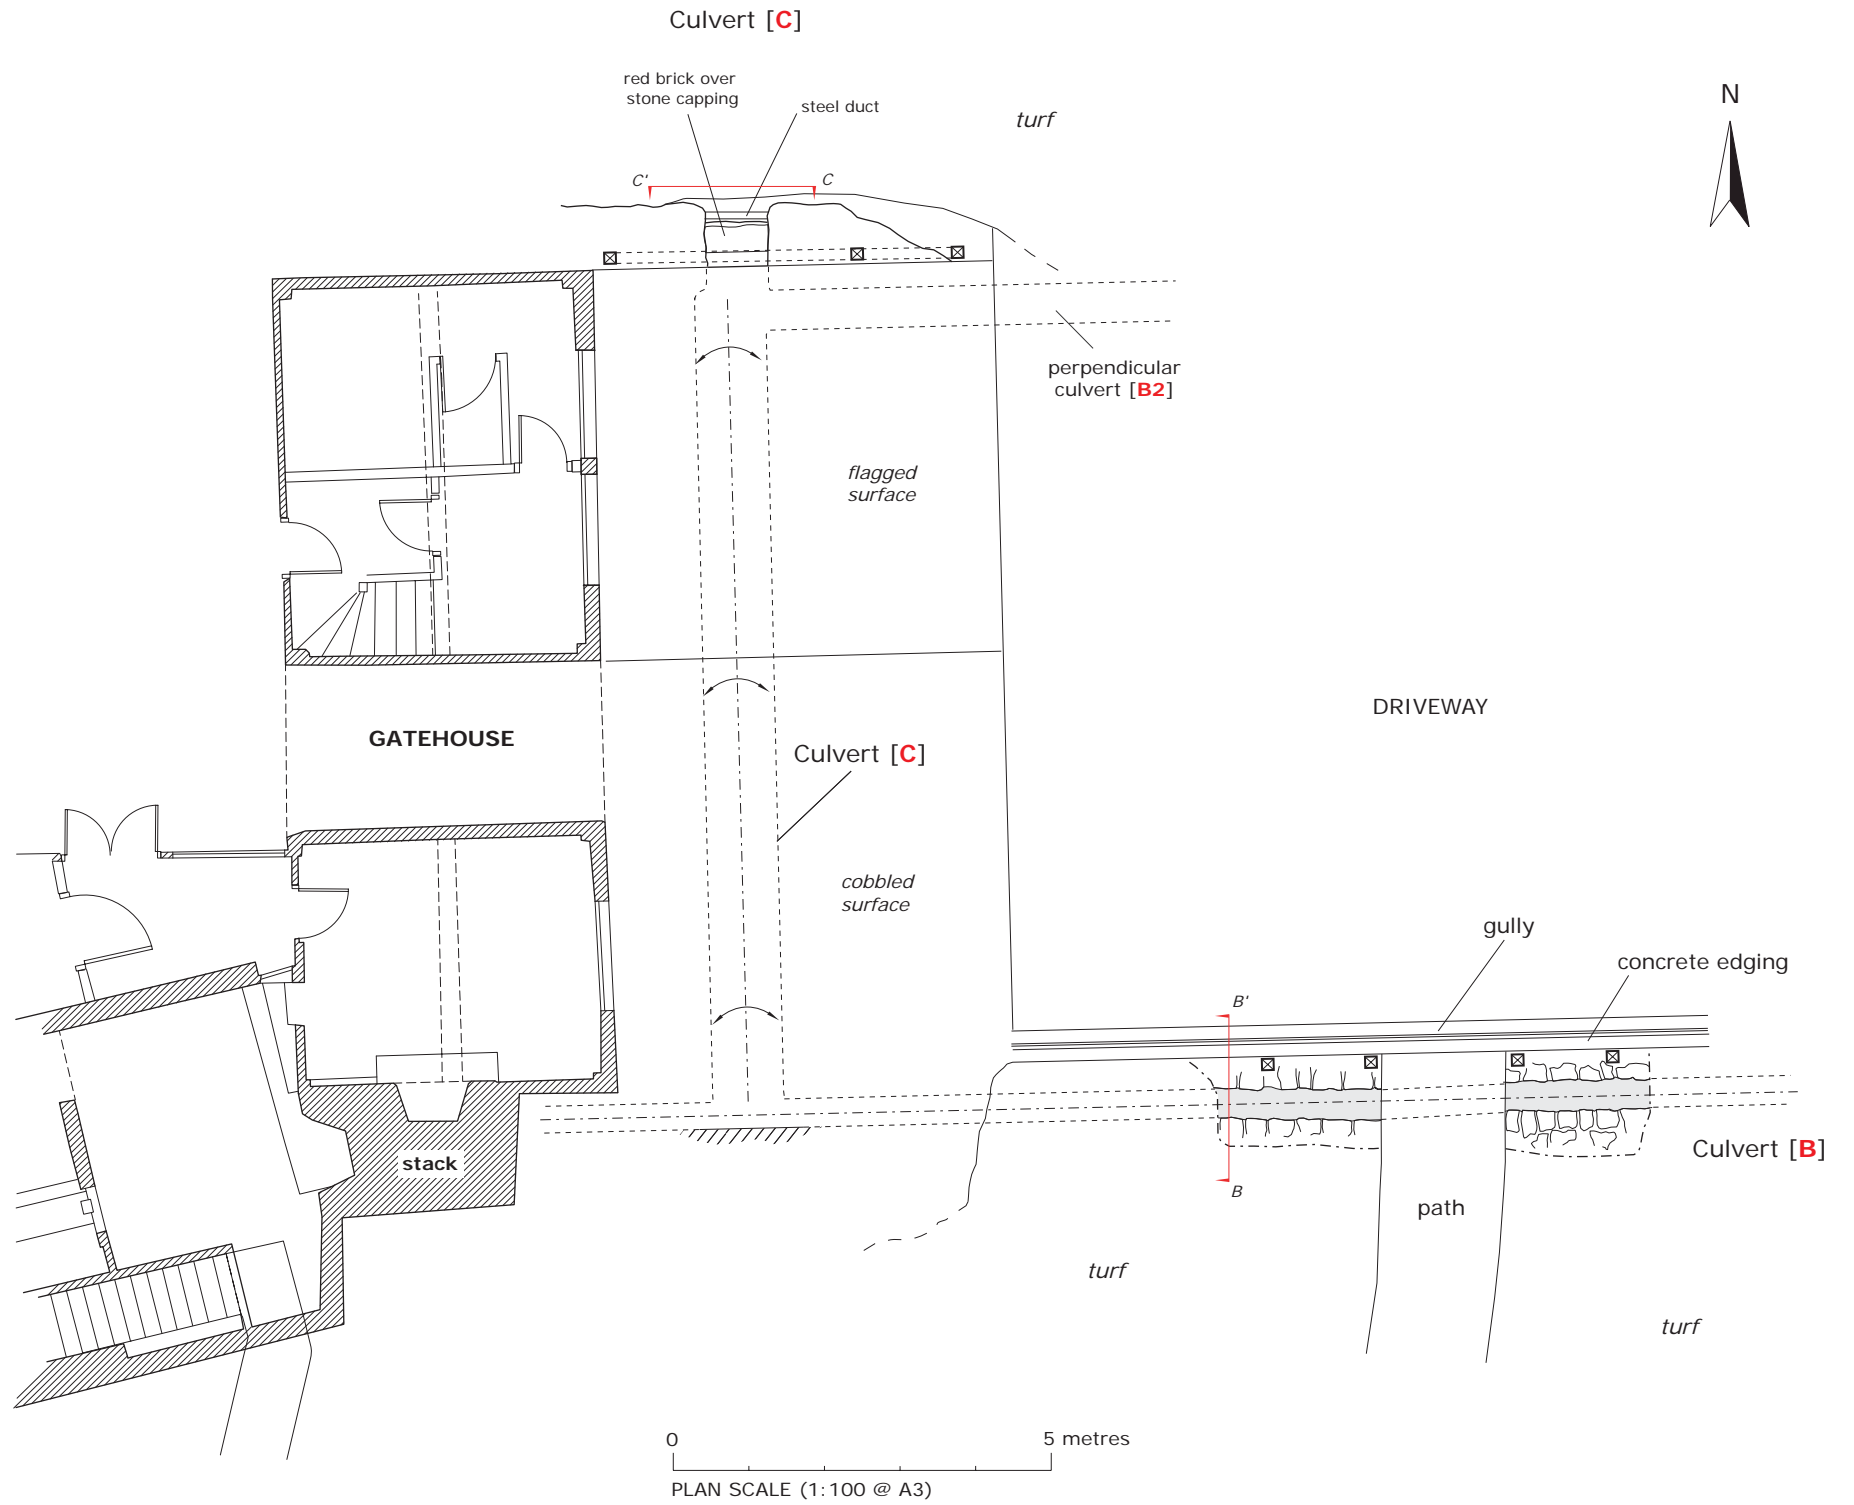 Culvert [C]
red brick over
stone capping
steel duct
turf
N
C'
C
perpendicular
culvert [B2]
flagged
surface
DRIVEWAY
GATEHOUSE
Culvert [C]
cobbled
surface
gully
concrete edging
B'
Culvert [B]
stack
B
path
turf
turf
0
5 metres
PLAN SCALE (1:100 @ A3)